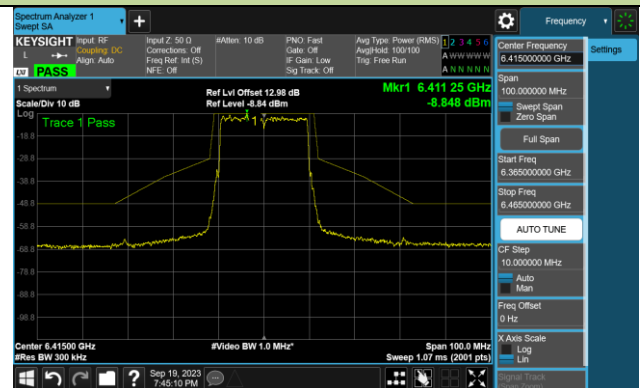 Spectrum Analyzer 1
Swept SA
+
Frequency
KEYSIGHT
L
LXI
PASS
Input: RF
Coupling: DC
Align: Auto
Input Z: 50 Ω
Corrections: Off
Freq Ref: Int (S)
NFE: Off
#Atten: 10 dB
PNO: Fast
Gate: Off
IF Gain: Low
Sig Track: Off
Avg Type: Power (RMS)
Avg|Hold: 100/100
Trig: Free Run
1 2 3 4 5 6
A W W W W W
A N N N N N
1 Spectrum
Scale/Div 10 dB
Log
Ref Lvl Offset 12.98 dB
Ref Level -8.84 dBm
Mkr1 6.411 25 GHz
-8.848 dBm
Trace 1 Pass
1
-18.8
-28.8
-38.8
-48.8
-58.8
-68.8
-78.8
-88.8
-98.8
Center 6.41500 GHz
#Res BW 300 kHz
#Video BW 1.0 MHz*
Span 100.0 MHz
Sweep 1.07 ms (2001 pts)
Center Frequency
6.415000000 GHz
Settings
Span
100.000000 MHz
Swept Span
Zero Span
Full Span
Start Freq
6.365000000 GHz
Stop Freq
6.465000000 GHz
AUTO TUNE
CF Step
10.000000 MHz
Auto
Man
Freq Offset
0 Hz
X Axis Scale
Log
Lin
Signal Track
(Span Zoom)
?
Sep 19, 2023
7:45:10 PM